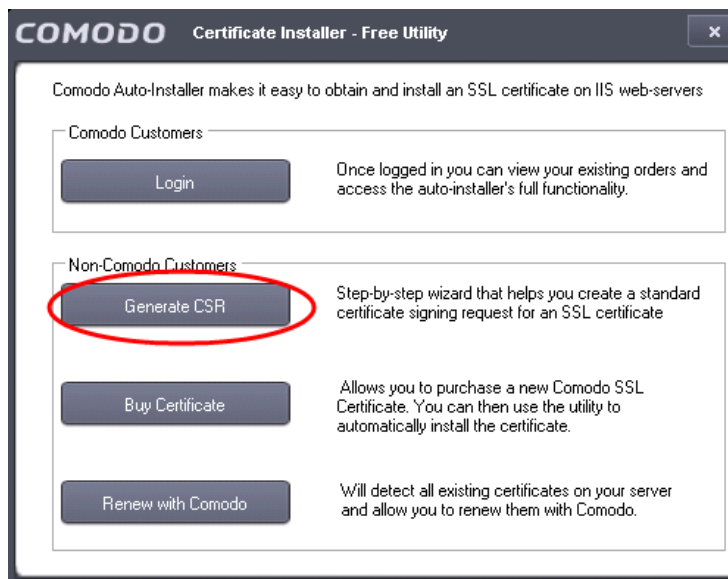 COMODO Certificate Installer - Free Utility
Comodo Auto-Installer makes it easy to obtain and install an SSL certificate on IIS web-servers
Comodo Customers
Login
Once logged in you can view your existing orders and
access the auto-installer's full functionality.
Non-Comodo Customers
Generate CSR
Step-by-step wizard that helps you create a standard
certificate signing request for an SSL certificate
Buy Certificate
Allows you to purchase a new Comodo SSL
Certificate. You can then use the utility to
automatically install the certificate.
Renew with Comodo
Will detect all existing certificates on your server
and allow you to renew them with Comodo.